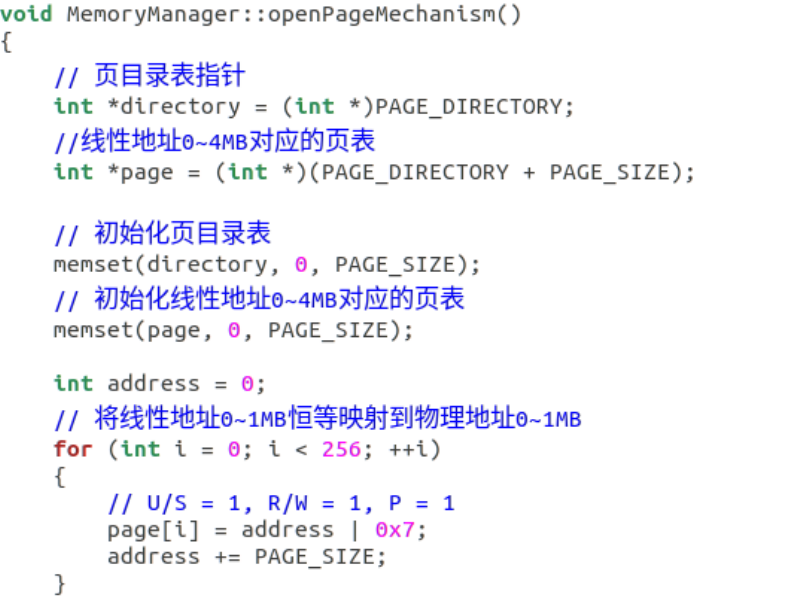 void MemoryManager::openPageMechanism()
{
    // 页目录表指针
    int *directory = (int *)PAGE_DIRECTORY;
    //线性地址0~4MB对应的页表
    int *page = (int *)(PAGE_DIRECTORY + PAGE_SIZE);

    // 初始化页目录表
    memset(directory, 0, PAGE_SIZE);
    // 初始化线性地址0~4MB对应的页表
    memset(page, 0, PAGE_SIZE);

    int address = 0;
    // 将线性地址0~1MB恒等映射到物理地址0~1MB
    for (int i = 0; i < 256; ++i)
    {
        // U/S = 1, R/W = 1, P = 1
        page[i] = address | 0x7;
        address += PAGE_SIZE;
    }